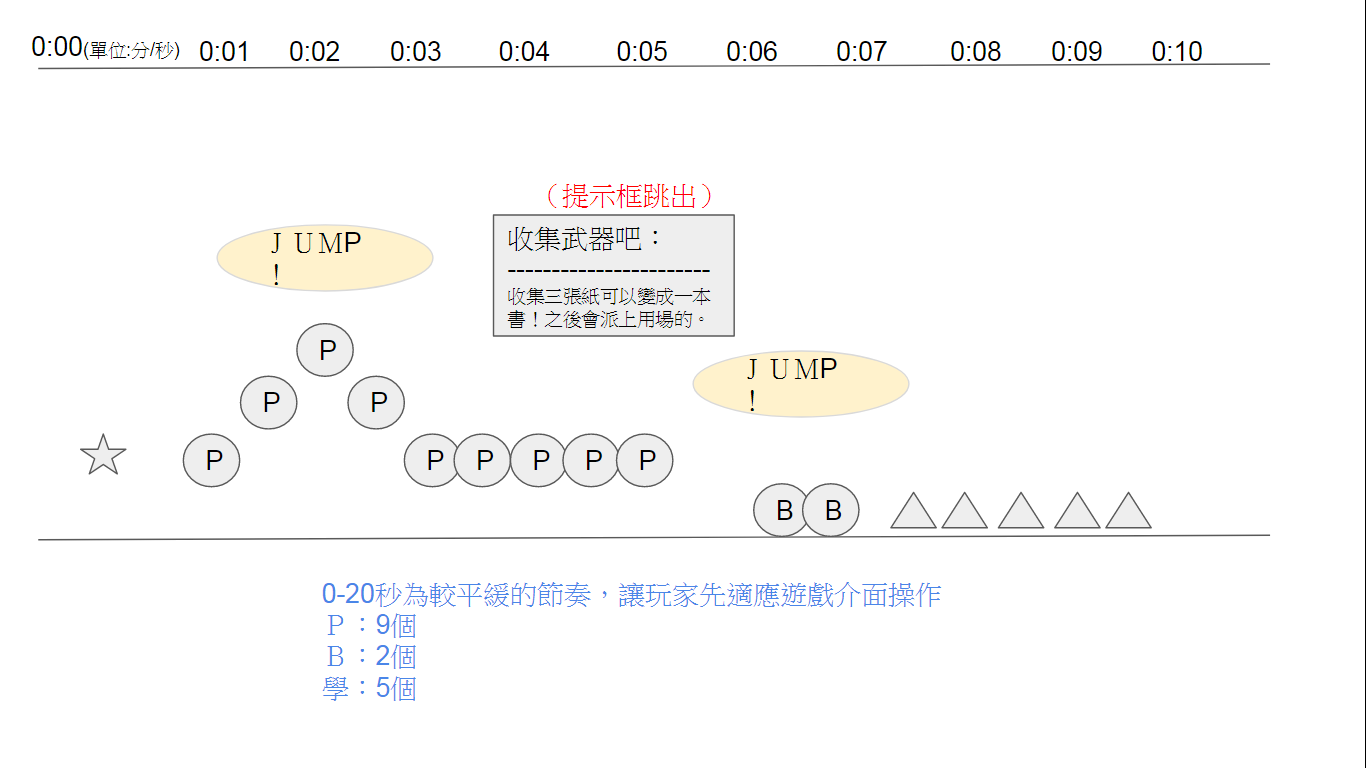 0:00(單位:分/秒) 0:01 0:02 0:03 0:04 0:05 0:06 0:07 0:08 0:09 0:10
（提示框跳出）
ＪＵＭP
！
收集武器吧：
-----------------------
收集三張紙可以變成一本
書！之後會派上用場的。
ＪＵＭP
！
P
P
P
P
P
P
P
P
P
B
B
0-20秒為較平緩的節奏，讓玩家先適應遊戲介面操作
Ｐ：9個
Ｂ：2個
學：5個